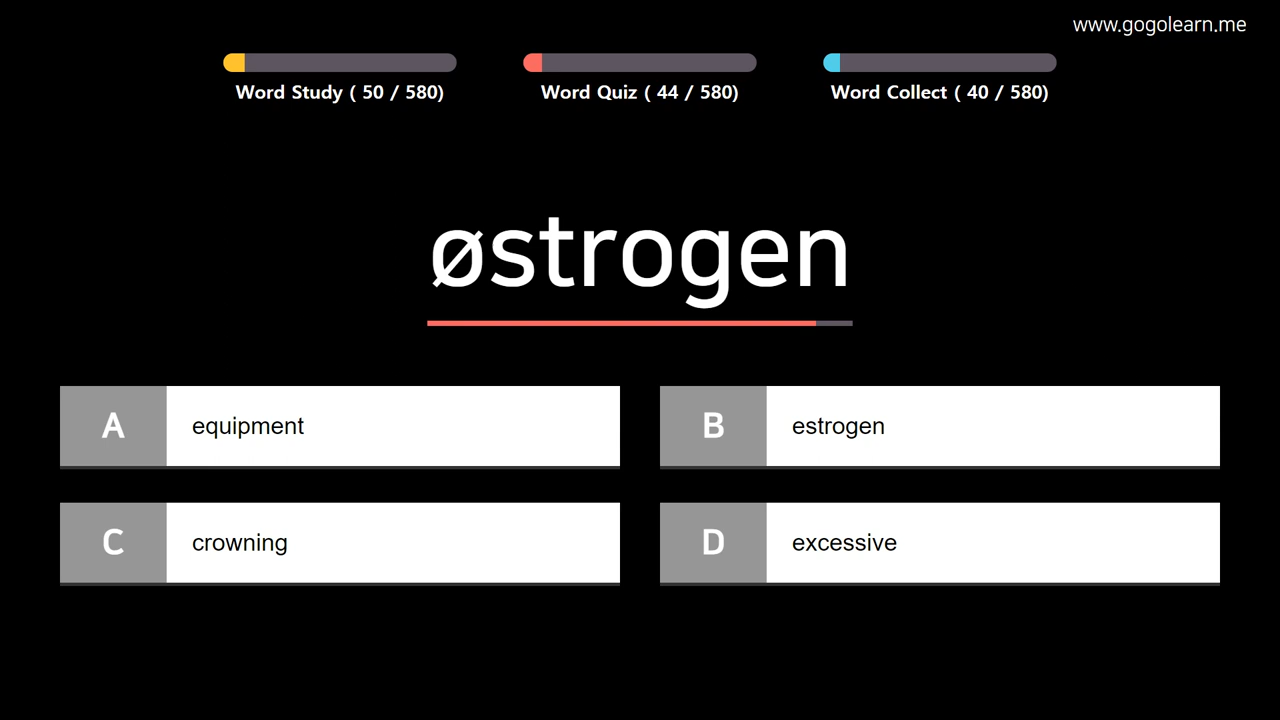 www.gogolearn.me
Word Study ( 50 / 580)
Word Quiz ( 44 / 580)
Word Collect ( 40 / 580)
østrogen
A equipment
B estrogen
C crowning
D excessive